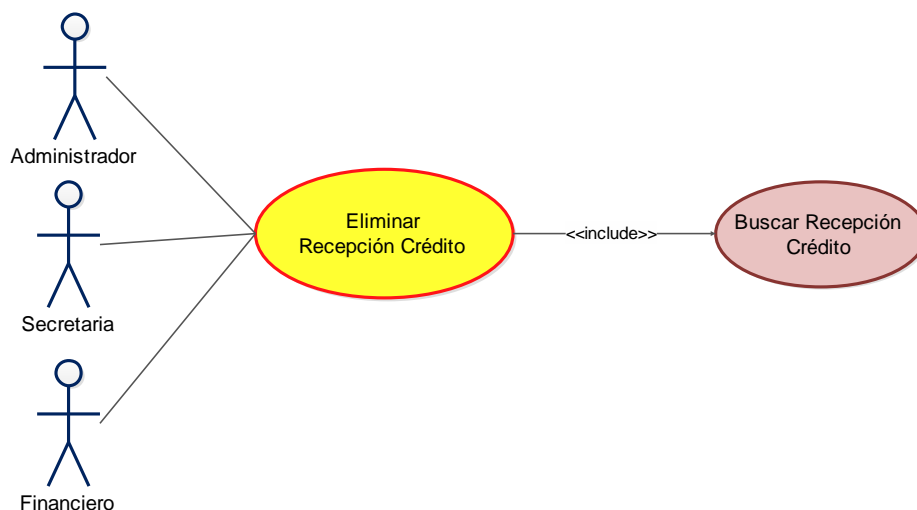 Administrador
Secretaria
Financiero
Eliminar
Recepción Crédito
<<include>>
Buscar Recepción
Crédito